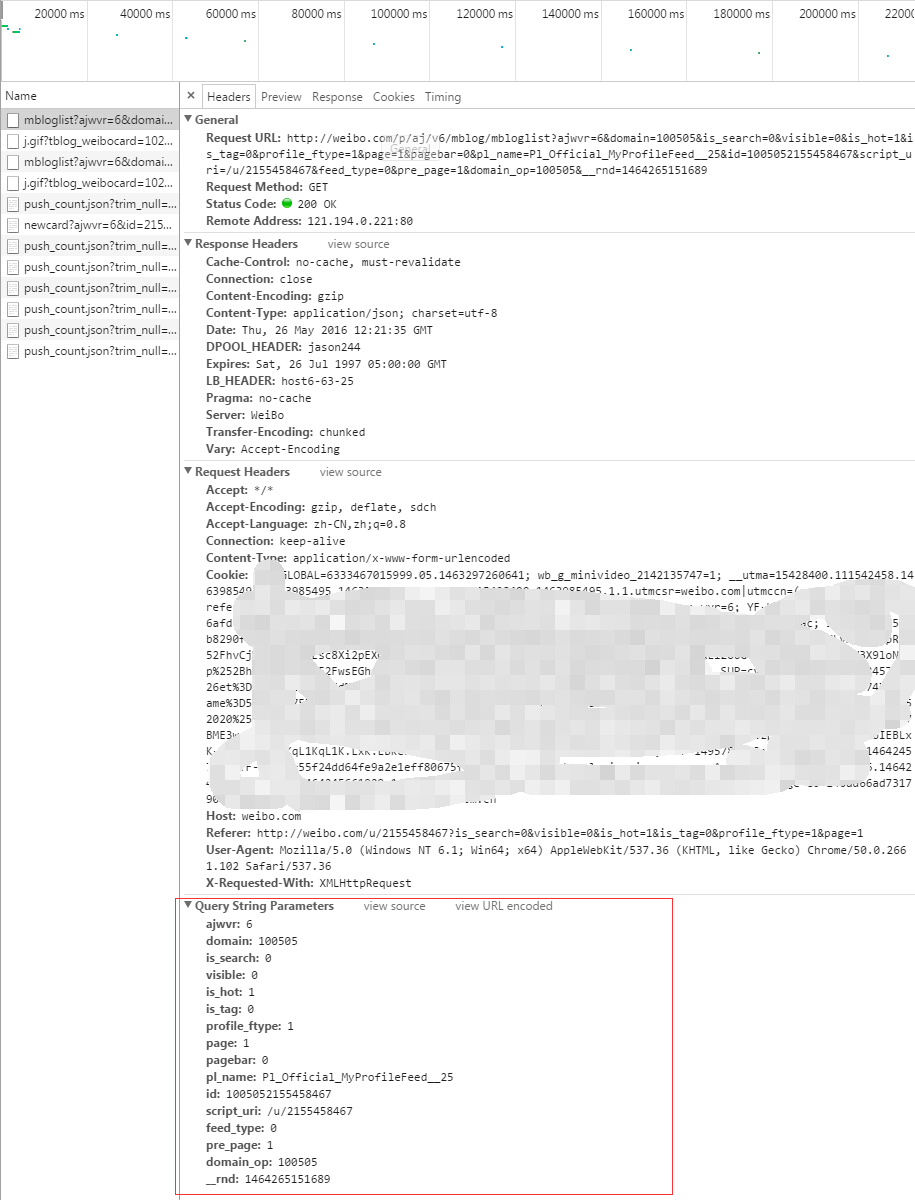 20000 ms 40000 ms 60000 ms 80000 ms 100000 ms 120000 ms 140000 ms 160000 ms 180000 ms 200000 ms
Name
mbloglist?ajwvr=6&domai...
j.gif?tblog_weibocard=102...
mbloglist?ajwvr=6&domai...
j.gif?tblog_weibocard=102...
push_count.json?trim_null=...
newcard?ajwvr=6&id=215...
push_count.json?trim_null=...
push_count.json?trim_null=...
push_count.json?trim_null=...
push_count.json?trim_null=...
push_count.json?trim_null=...
push_count.json?trim_null=...
× Headers Preview Response Cookies Timing
General
Request URL: http://weibo.com/p/aj/v6/mblog/mbloglist?ajwvr=6&domain=100505&is_search=0&visible=0&is_hot=1&i
s_tag=0&profile_ftype=1&page=1&pagebar=0&pl_name=Pl_Official_MyProfileFeed__25&id=1005052155458467&script_u
ri=/u/2155458467&feed_type=0&pre_page=1&domain_op=100505&__rnd=1464265151689
General
Request Method: GET
Status Code: 200 OK
Remote Address: 121.194.0.221:80
Response Headers view source
Cache-Control: no-cache, must-revalidate
Connection: close
Content-Encoding: gzip
Content-Type: application/json; charset=utf-8
Date: Thu, 26 May 2016 12:21:35 GMT
DPOOL_HEADER: jason244
Expires: Sat, 26 Jul 1997 05:00:00 GMT
LB_HEADER: host6-63-25
Pragma: no-cache
Server: WeiBo
Transfer-Encoding: chunked
Vary: Accept-Encoding
Request Headers view source
Accept: */*
Accept-Encoding: gzip, deflate, sdch
Accept-Language: zh-CN,zh;q=0.8
Connection: keep-alive
Content-Type: application/x-www-form-urlencoded
Cookie: GLOBAL=6333467015999.05.1463297260641; wb_g_minivideo_2142135747=1; __utma=15428400.111542458.14
Host: weibo.com
Referer: http://weibo.com/u/2155458467?is_search=0&visible=0&is_hot=1&is_tag=0&profile_ftype=1&page=1
User-Agent: Mozilla/5.0 (Windows NT 6.1; Win64; x64) AppleWebKit/537.36 (KHTML, like Gecko) Chrome/50.0.266
1.102 Safari/537.36
X-Requested-With: XMLHttpRequest
Query String Parameters view source view URL encoded
ajwvr: 6
domain: 100505
is_search: 0
visible: 0
is_hot: 1
is_tag: 0
profile_ftype: 1
page: 1
pagebar: 0
pl_name: Pl_Official_MyProfileFeed__25
id: 1005052155458467
script_uri: /u/2155458467
feed_type: 0
pre_page: 1
domain_op: 100505
__rnd: 1464265151689